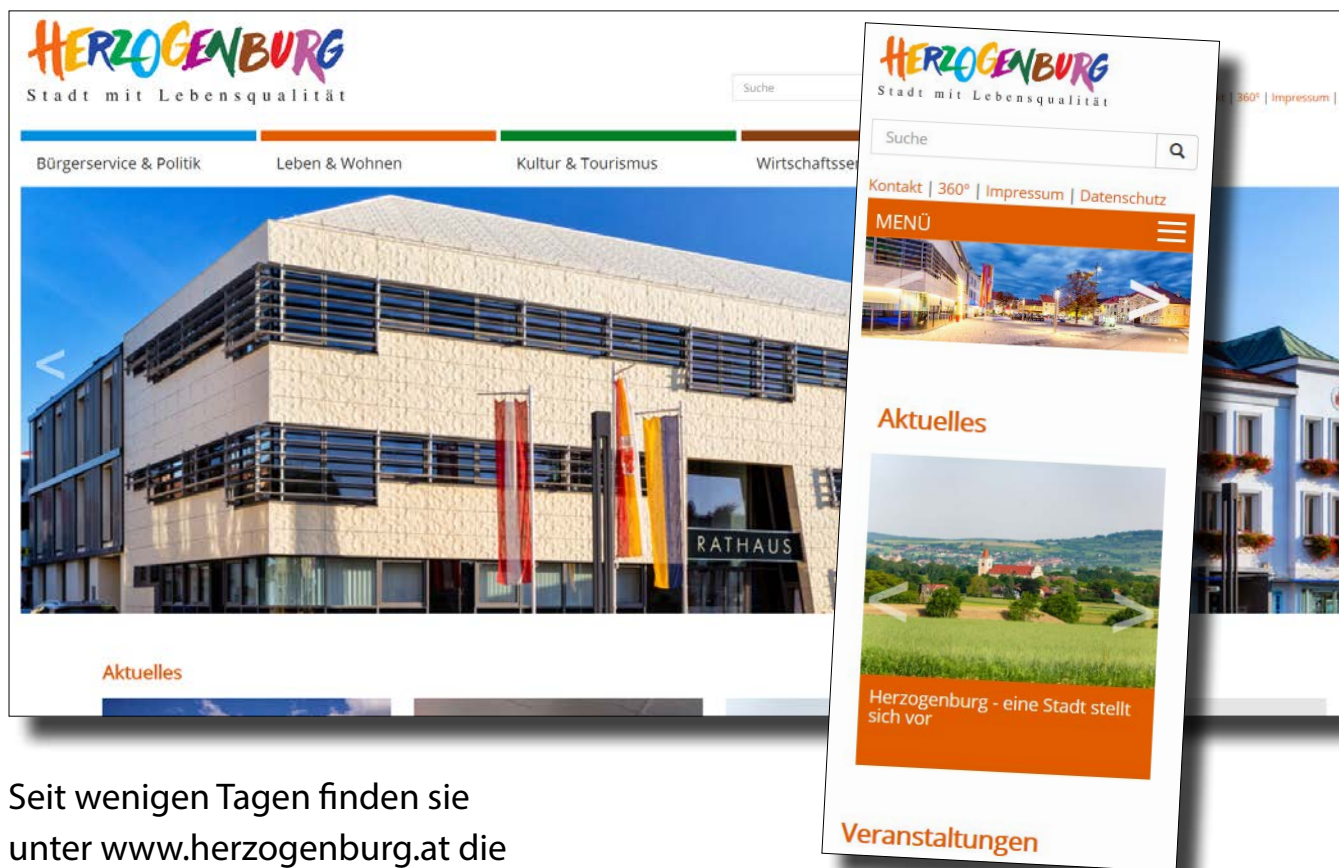 HERZOGENBURG
Stadt mit Lebensqualität
Suche
| 360° | Impressum |
Bürgerservice & Politik
Leben & Wohnen
Kultur & Tourismus
RATHAUS
Aktuelles
HERZOGENBURG
Stadt mit Lebensqualität
Suche
Kontakt | 360° | Impressum | Datenschutz
MENÜ
Aktuelles
Herzogenburg - eine Stadt stellt
sich vor
Veranstaltungen
Seit wenigen Tagen finden sie
unter www.herzogenburg.at die